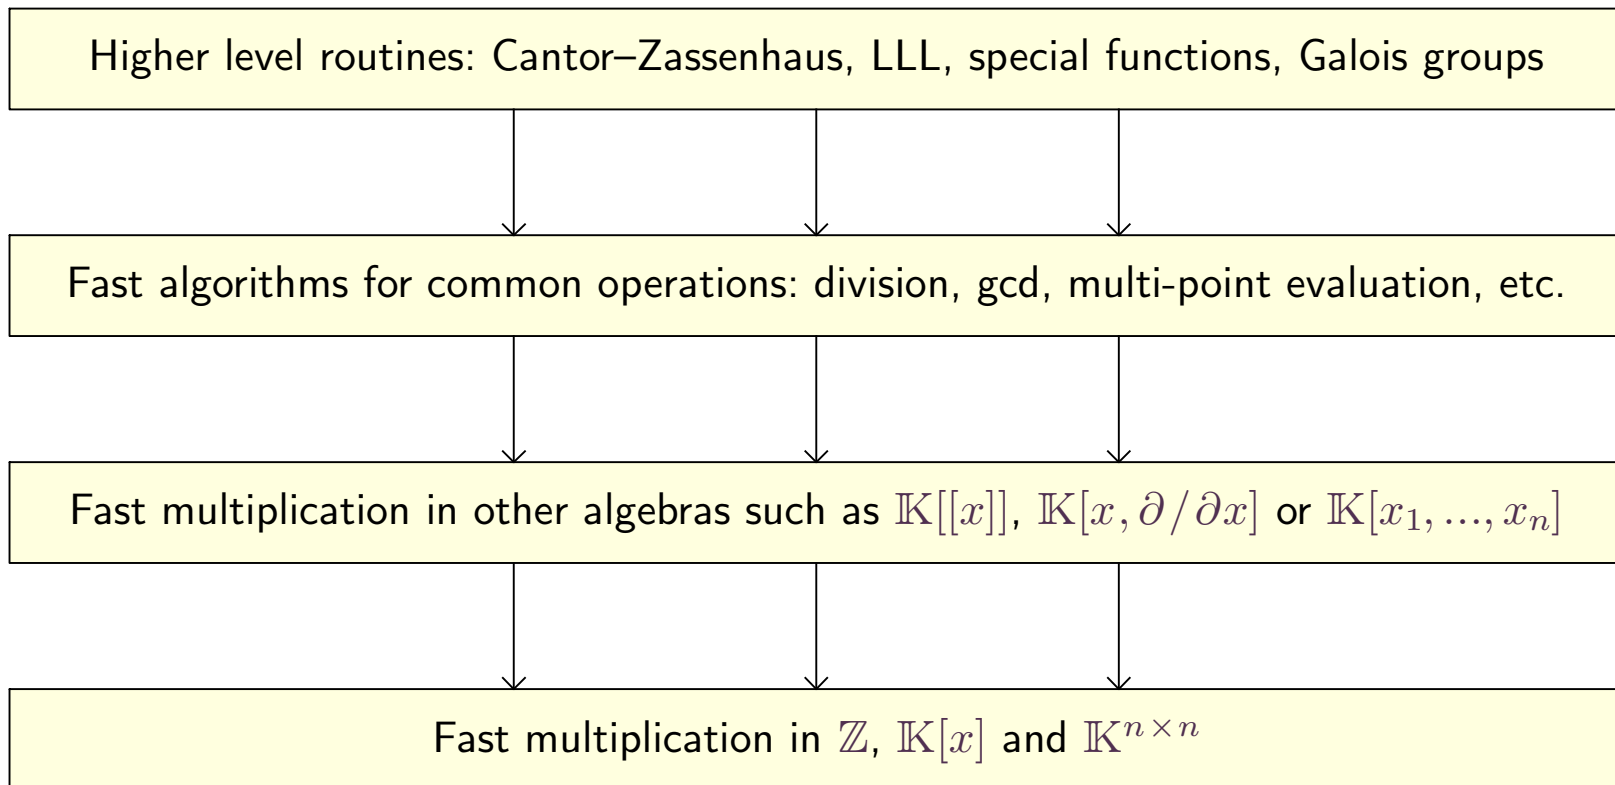 Higher level routines: Cantor–Zassenhaus, LLL, special functions, Galois groups
Fast algorithms for common operations: division, gcd, multi-point evaluation, etc.
Fast multiplication in other algebras such as 𝕂[[x]], 𝕂[x, ∂/∂x] or 𝕂[x₁, ..., xₙ]
Fast multiplication in ℤ, 𝕂[x] and 𝕂ⁿ ˣ ⁿ